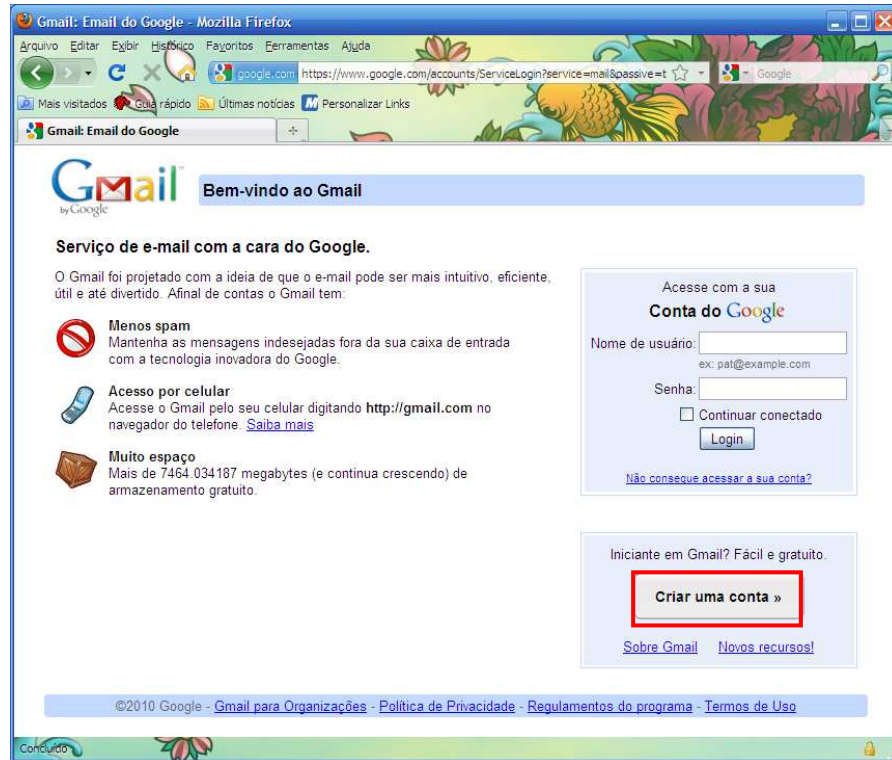 Gmail: Email do Google - Mozilla Firefox
Arquivo Editar Exibir Histórico Favoritos Ferramentas Ajuda
google.com https://www.google.com/accounts/ServiceLogin?service=mail&passive=t Google
Mais visitados Guia rápido Últimas notícias Personalizar Links
Gmail: Email do Google
Gmail
by Google
Bem-vindo ao Gmail
Serviço de e-mail com a cara do Google.
O Gmail foi projetado com a ideia de que o e-mail pode ser mais intuitivo, eficiente,
útil e até divertido. Afinal de contas o Gmail tem:
Menos spam
Mantenha as mensagens indesejadas fora da sua caixa de entrada
com a tecnologia inovadora do Google.
Acesso por celular
Acesse o Gmail pelo seu celular digitando http://gmail.com no
navegador do telefone. Saiba mais
Muito espaço
Mais de 7464.034187 megabytes (e continua crescendo) de
armazenamento gratuito.
Acesse com a sua
Conta do Google
Nome de usuário:
ex: pat@example.com
Senha:
Continuar conectado
Login
Não consegue acessar a sua conta?
Iniciante em Gmail? Fácil e gratuito.
Criar uma conta »
Sobre Gmail Novos recursos!
©2010 Google - Gmail para Organizações - Política de Privacidade - Regulamentos do programa - Termos de Uso
Concluído